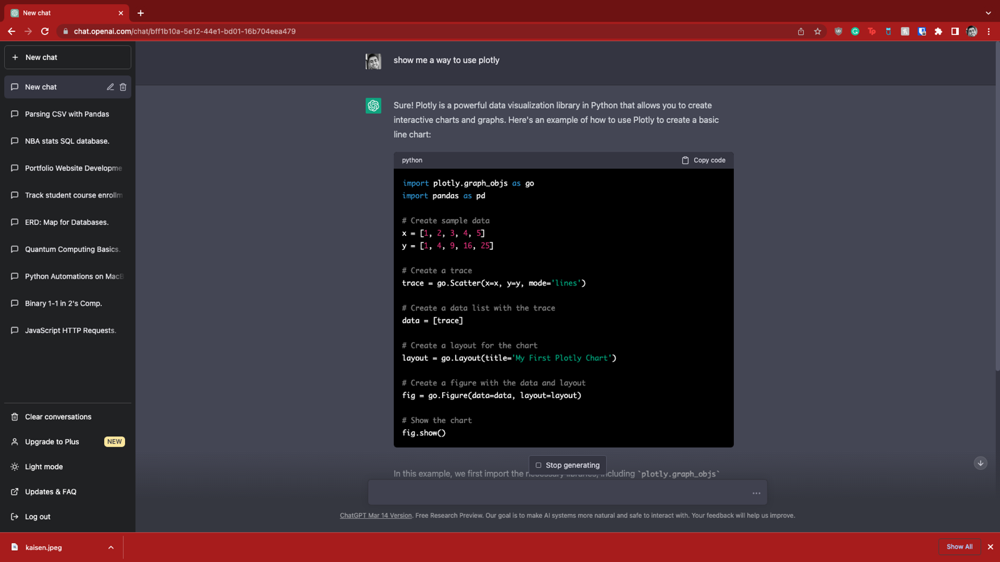 New chat
chat.openai.com/chat/bff1b10a-5e12-44e1-bd01-16b704eea479
New chat
New chat
Parsing CSV with Pandas
NBA stats SQL database.
Portfolio Website Developme
Track student course enrollm
ERD: Map for Databases.
Quantum Computing Basics.
Python Automations on MacB
Binary 1-1 in 2's Comp.
JavaScript HTTP Requests.
Clear conversations
Upgrade to Plus NEW
Light mode
Updates & FAQ
Log out
show me a way to use plotly
Sure! Plotly is a powerful data visualization library in Python that allows you to create
interactive charts and graphs. Here's an example of how to use Plotly to create a basic
line chart:
python Copy code
import plotly.graph_objs as go
import pandas as pd
# Create sample data
x = [1, 2, 3, 4, 5]
y = [1, 4, 9, 16, 25]
# Create a trace
trace = go.Scatter(x=x, y=y, mode='lines')
# Create a data list with the trace
data = [trace]
# Create a layout for the chart
layout = go.Layout(title='My First Plotly Chart')
# Create a figure with the data and layout
fig = go.Figure(data=data, layout=layout)
# Show the chart
fig.show()
Stop generating
In this example, we first import the necessary libraries, including `plotly.graph_objs`
ChatGPT Mar 14 Version. Free Research Preview. Our goal is to make AI systems more natural and safe to interact with. Your feedback will help us improve.
kaisen.jpeg
Show All